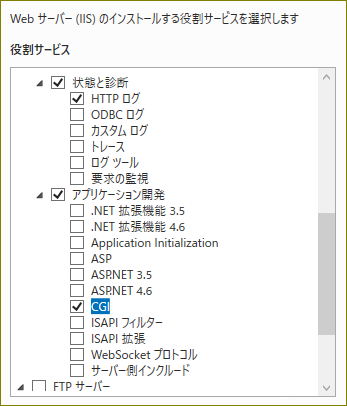 Web サーバー (IIS) のインストールする役割サービスを選択します
役割サービス
状態と診断
HTTP ログ
ODBC ログ
カスタム ログ
トレース
ログ ツール
要求の監視
アプリケーション開発
.NET 拡張機能 3.5
.NET 拡張機能 4.6
Application Initialization
ASP
ASP.NET 3.5
ASP.NET 4.6
CGI
ISAPI フィルター
ISAPI 拡張
WebSocket プロトコル
サーバー側インクルード
FTP サーバー